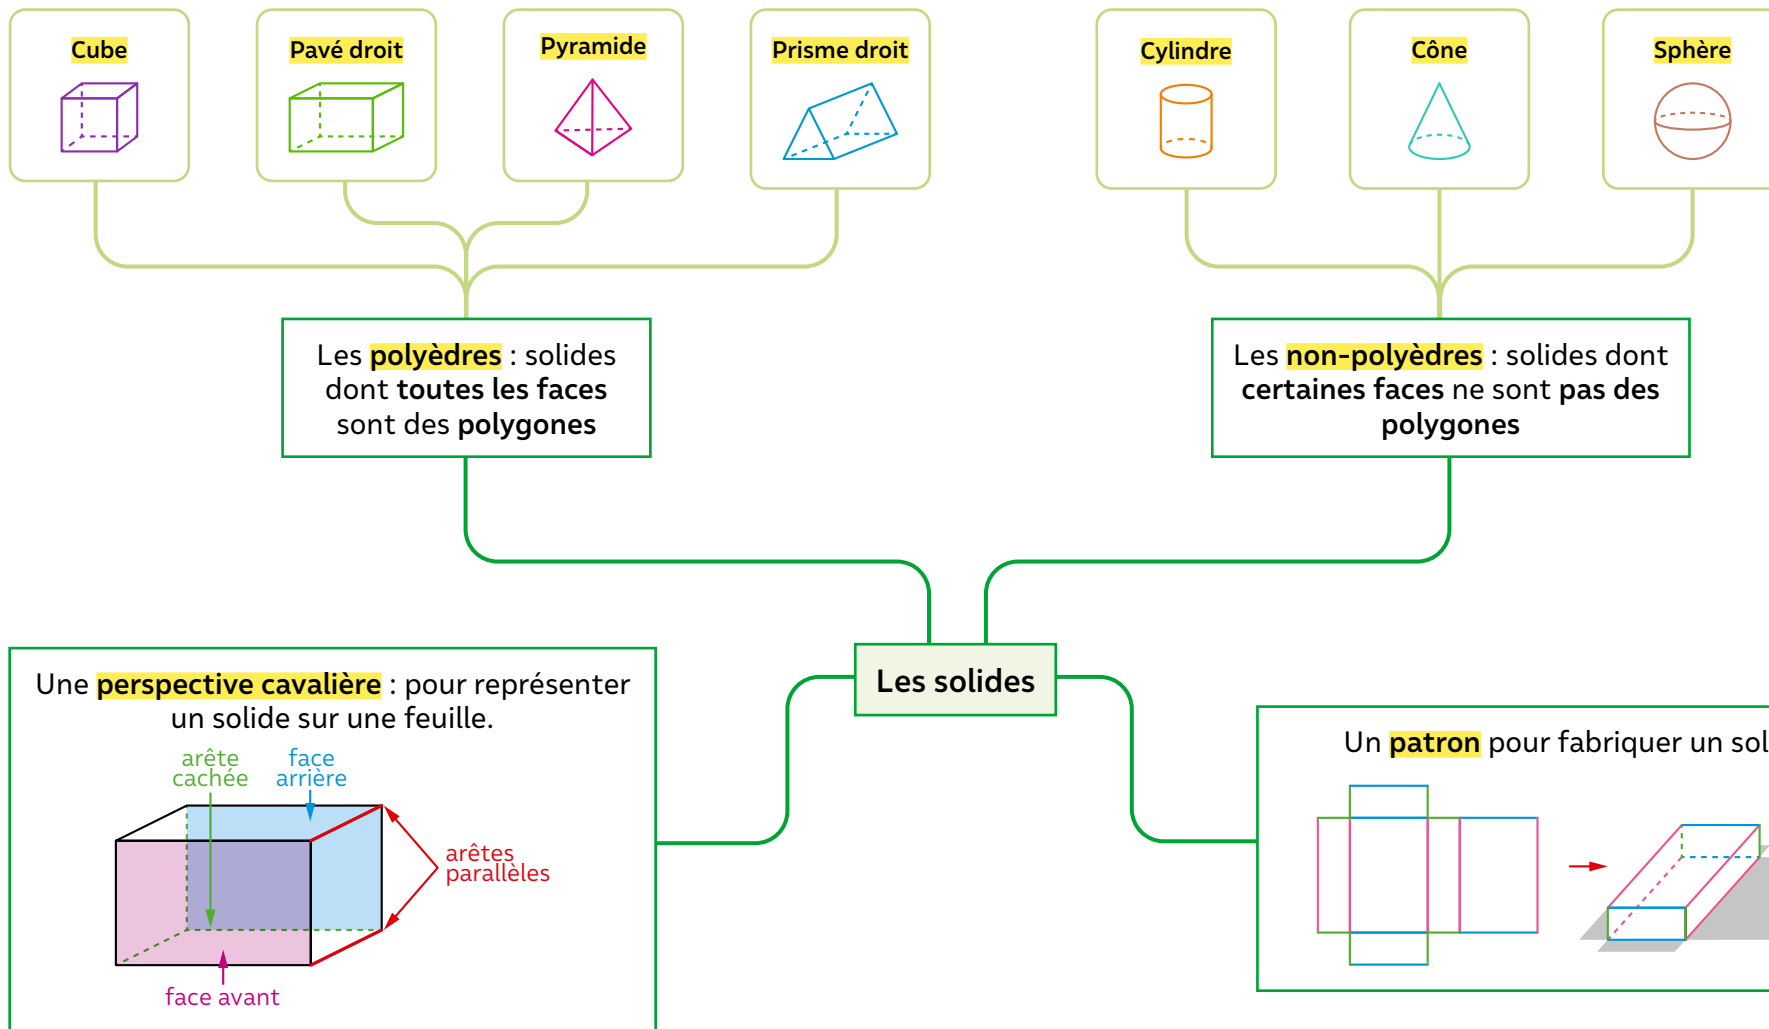 Cube
Pavé droit
Pyramide
Prisme droit
Cylindre
Cône
Sphère
Les polyèdres : solides
dont toutes les faces
sont des polygones
Les non-polyèdres : solides dont
certaines faces ne sont pas des
polygones
Les solides
Une perspective cavalière : pour représenter
un solide sur une feuille.
arête
cachée
face
arrière
arêtes
parallèles
face avant
Un patron pour fabriquer un sol